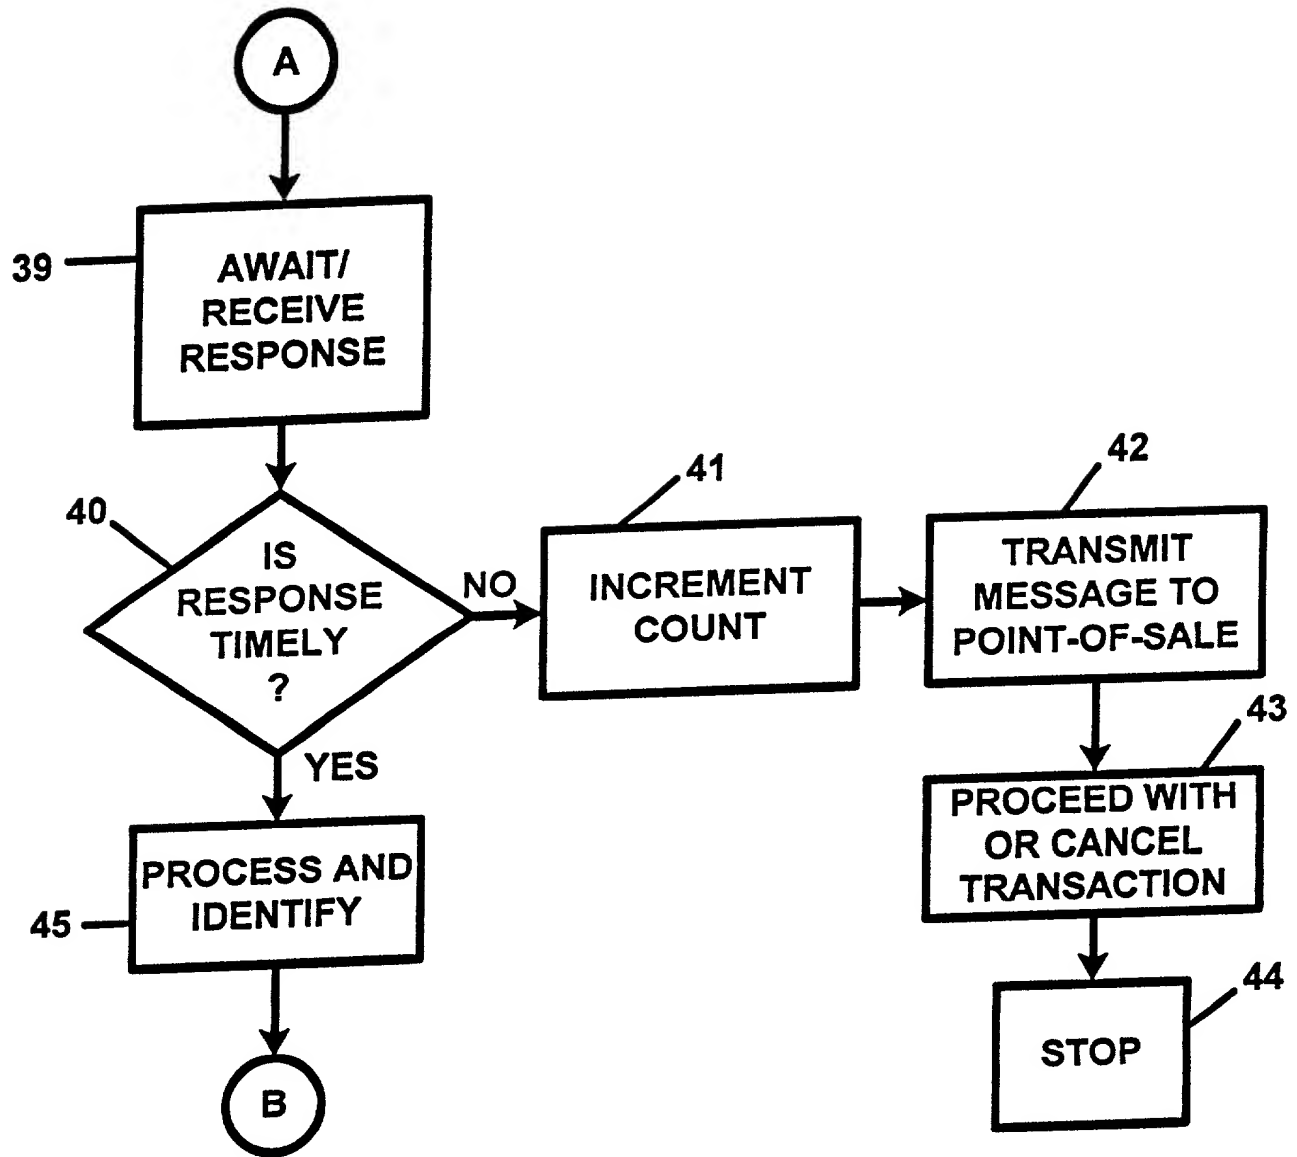 A
39
AWAIT/
RECEIVE
RESPONSE
40
IS
RESPONSE
TIMELY
?
NO
YES
41
INCREMENT
COUNT
42
TRANSMIT
MESSAGE TO
POINT-OF-SALE
43
PROCEED WITH
OR CANCEL
TRANSACTION
44
STOP
45
PROCESS AND
IDENTIFY
B